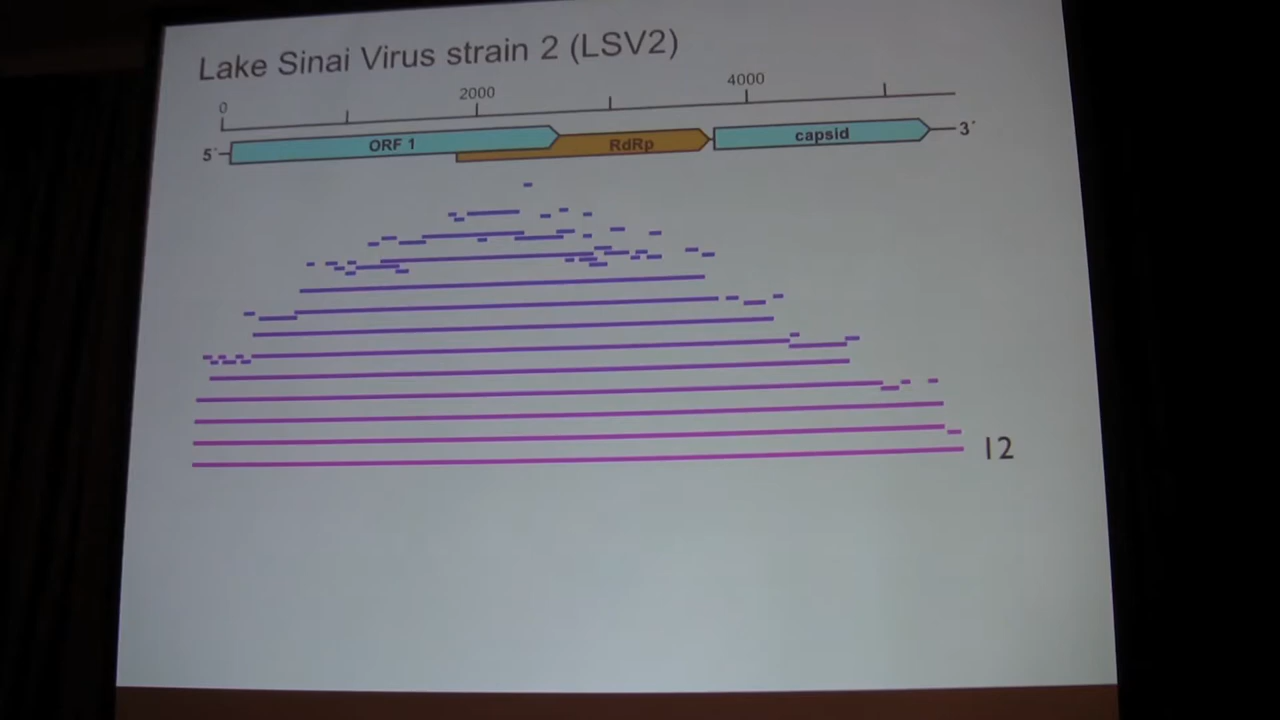 Lake Sinai Virus strain 2 (LSV2)
0 2000 4000
5' ORF 1 RdRp capsid 3'
12